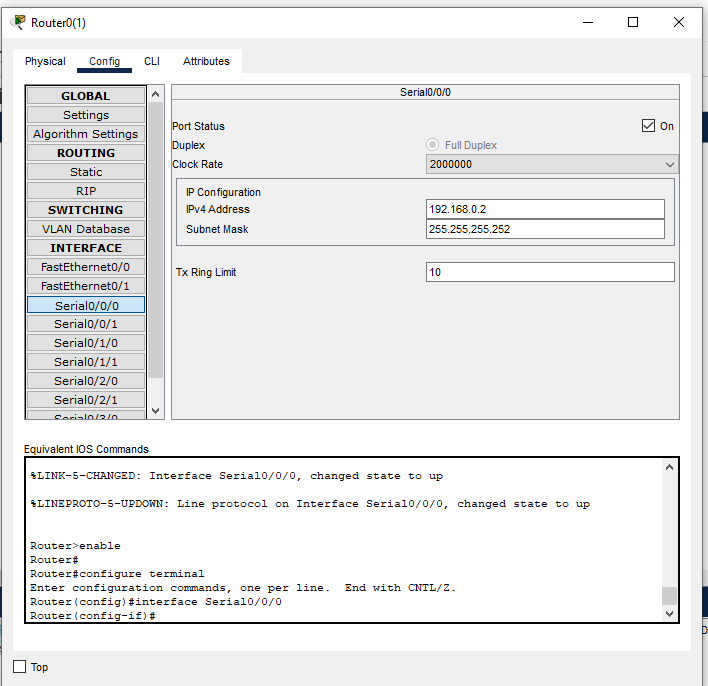 Router0(1)
Physical Config CLI Attributes
GLOBAL
Settings
Algorithm Settings
ROUTING
Static
RIP
SWITCHING
VLAN Database
INTERFACE
FastEthernet0/0
FastEthernet0/1
Serial0/0/0
Serial0/0/1
Serial0/1/0
Serial0/1/1
Serial0/2/0
Serial0/2/1
Serial0/3/0
Serial0/0/0
Port Status On
Duplex Full Duplex
Clock Rate 2000000
IP Configuration
IPv4 Address 192.168.0.2
Subnet Mask 255.255.255.252
Tx Ring Limit 10
Equivalent IOS Commands
%LINK-5-CHANGED: Interface Serial0/0/0, changed state to up
%LINEPROTO-5-UPDOWN: Line protocol on Interface Serial0/0/0, changed state to up
Router>enable
Router#
Router#configure terminal
Enter configuration commands, one per line. End with CNTL/Z.
Router(config)#interface Serial0/0/0
Router(config-if)#
Top